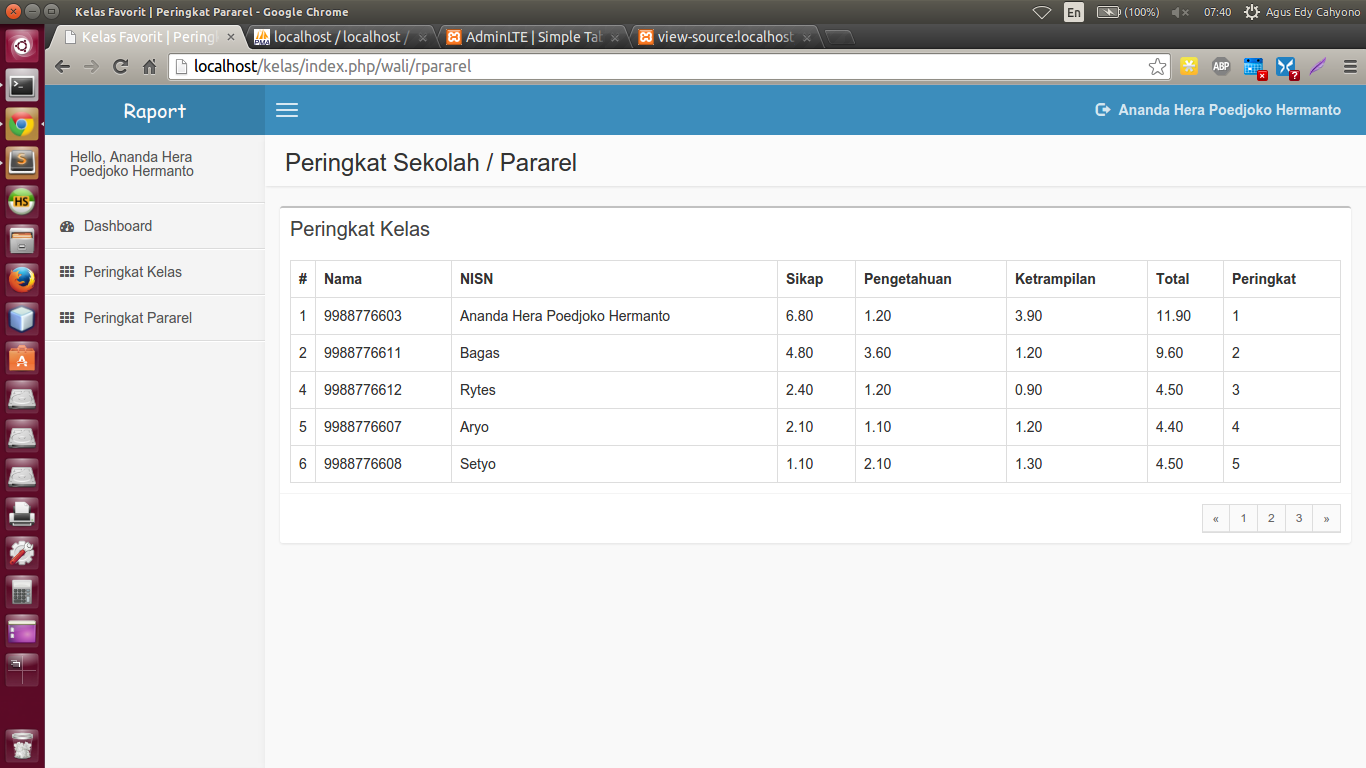 Kelas Favorit | Peringkat Pararel - Google Chrome
En (100%) 07:40 Agus Edy Cahyono
Kelas Favorit | Peringk
localhost / localhost /
AdminLTE | Simple Tab
view-source:localhost
localhost/kelas/index.php/wali/rpararel
ABP
Raport
Ananda Hera Poedjoko Hermanto
Hello, Ananda Hera
Poedjoko Hermanto
Dashboard
Peringkat Kelas
Peringkat Pararel
Peringkat Sekolah / Pararel
Peringkat Kelas
# Nama NISN Sikap Pengetahuan Ketrampilan Total Peringkat
1 9988776603 Ananda Hera Poedjoko Hermanto 6.80 1.20 3.90 11.90 1
2 9988776611 Bagas 4.80 3.60 1.20 9.60 2
4 9988776612 Rytes 2.40 1.20 0.90 4.50 3
5 9988776607 Aryo 2.10 1.10 1.20 4.40 4
6 9988776608 Setyo 1.10 2.10 1.30 4.50 5
« 1 2 3 »
HS